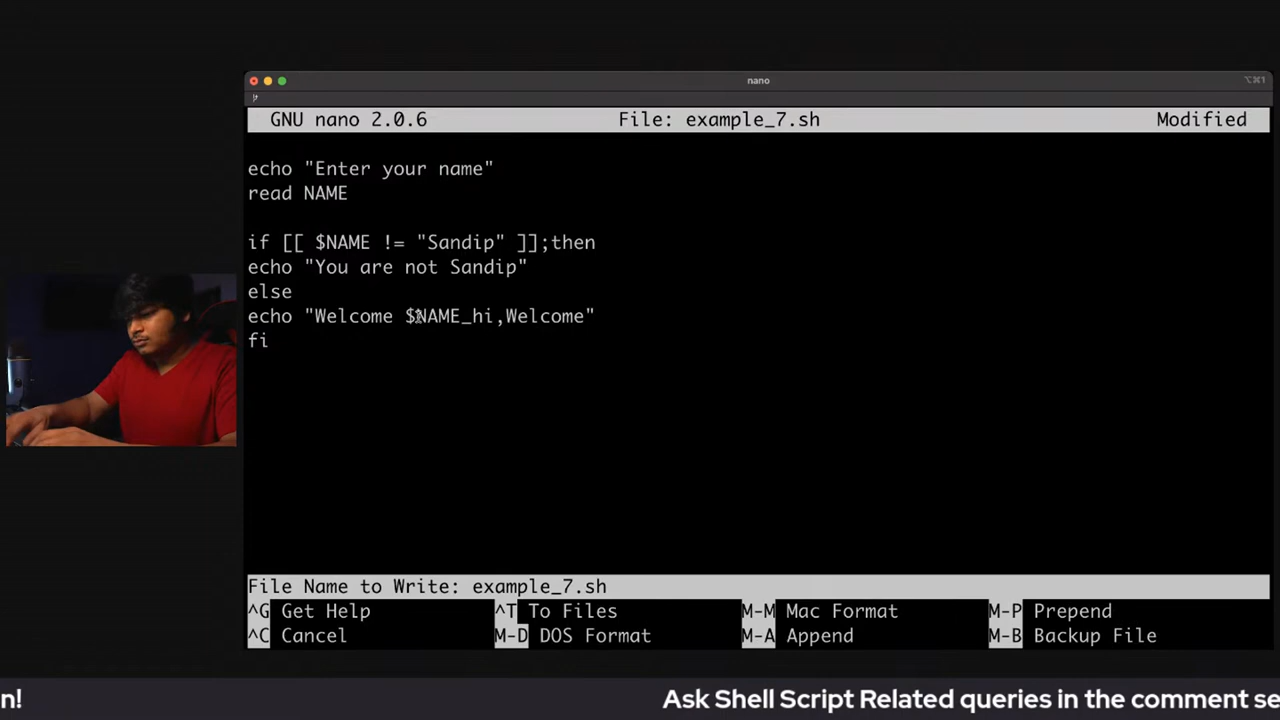 nano
⌥⌘1
GNU nano 2.0.6 File: example_7.sh Modified
echo "Enter your name"
read NAME
if [[ $NAME != "Sandip" ]];then
echo "You are not Sandip"
else
echo "Welcome $NAME_hi,Welcome"
fi
File Name to Write: example_7.sh
^G Get Help ^T To Files M-M Mac Format M-P Prepend
^C Cancel M-D DOS Format M-A Append M-B Backup File
n! Ask Shell Script Related queries in the comment se